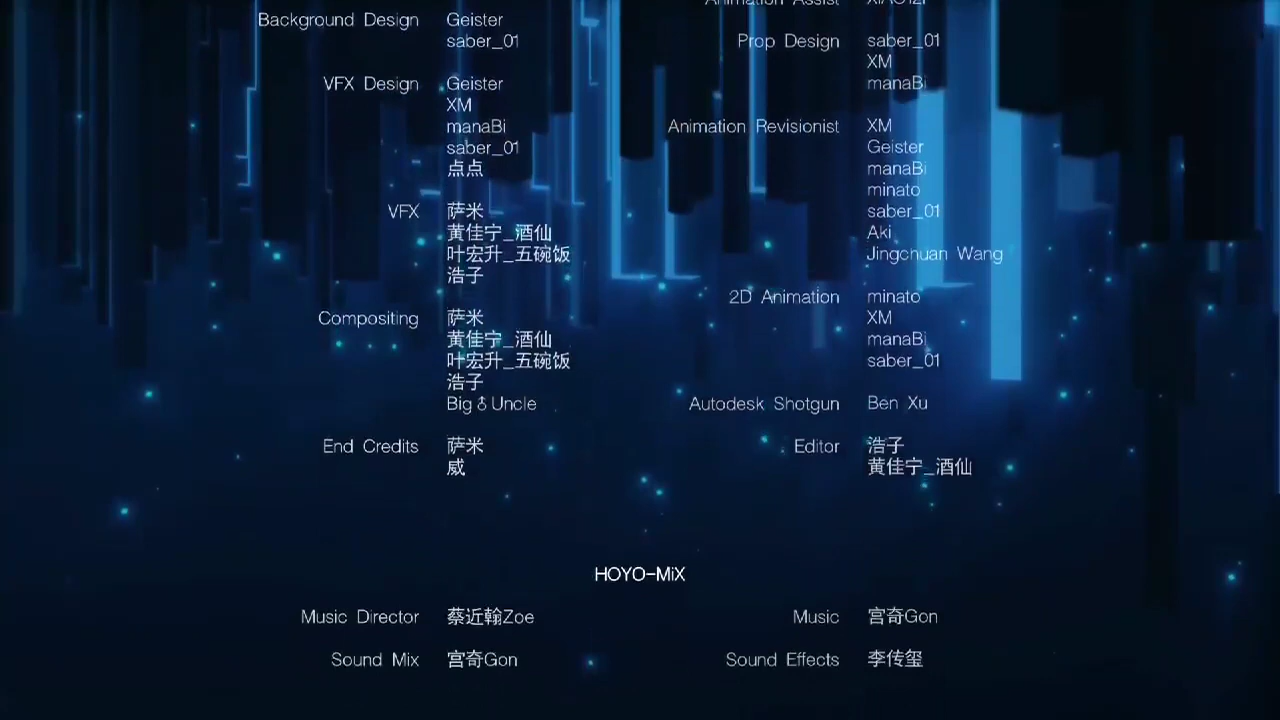 Background Design Geister
saber_01
VFX Design Geister
XM
manaBi
saber_01
点点
VFX 萨米
黄佳宁_酒仙
叶宏升_五碗饭
浩子
Compositing 萨米
黄佳宁_酒仙
叶宏升_五碗饭
浩子
Big♁Uncle
End Credits 萨米
威
Animation Assist
Prop Design saber_01
XM
manaBi
Animation Revisionist XM
Geister
manaBi
minato
saber_01
Aki
Jingchuan Wang
2D Animation minato
XM
manaBi
saber_01
Autodesk Shotgun Ben Xu
Editor 浩子
黄佳宁_酒仙
HOYO-MiX
Music Director 蔡近翰Zoe
Music 宫奇Gon
Sound Mix 宫奇Gon
Sound Effects 李传玺